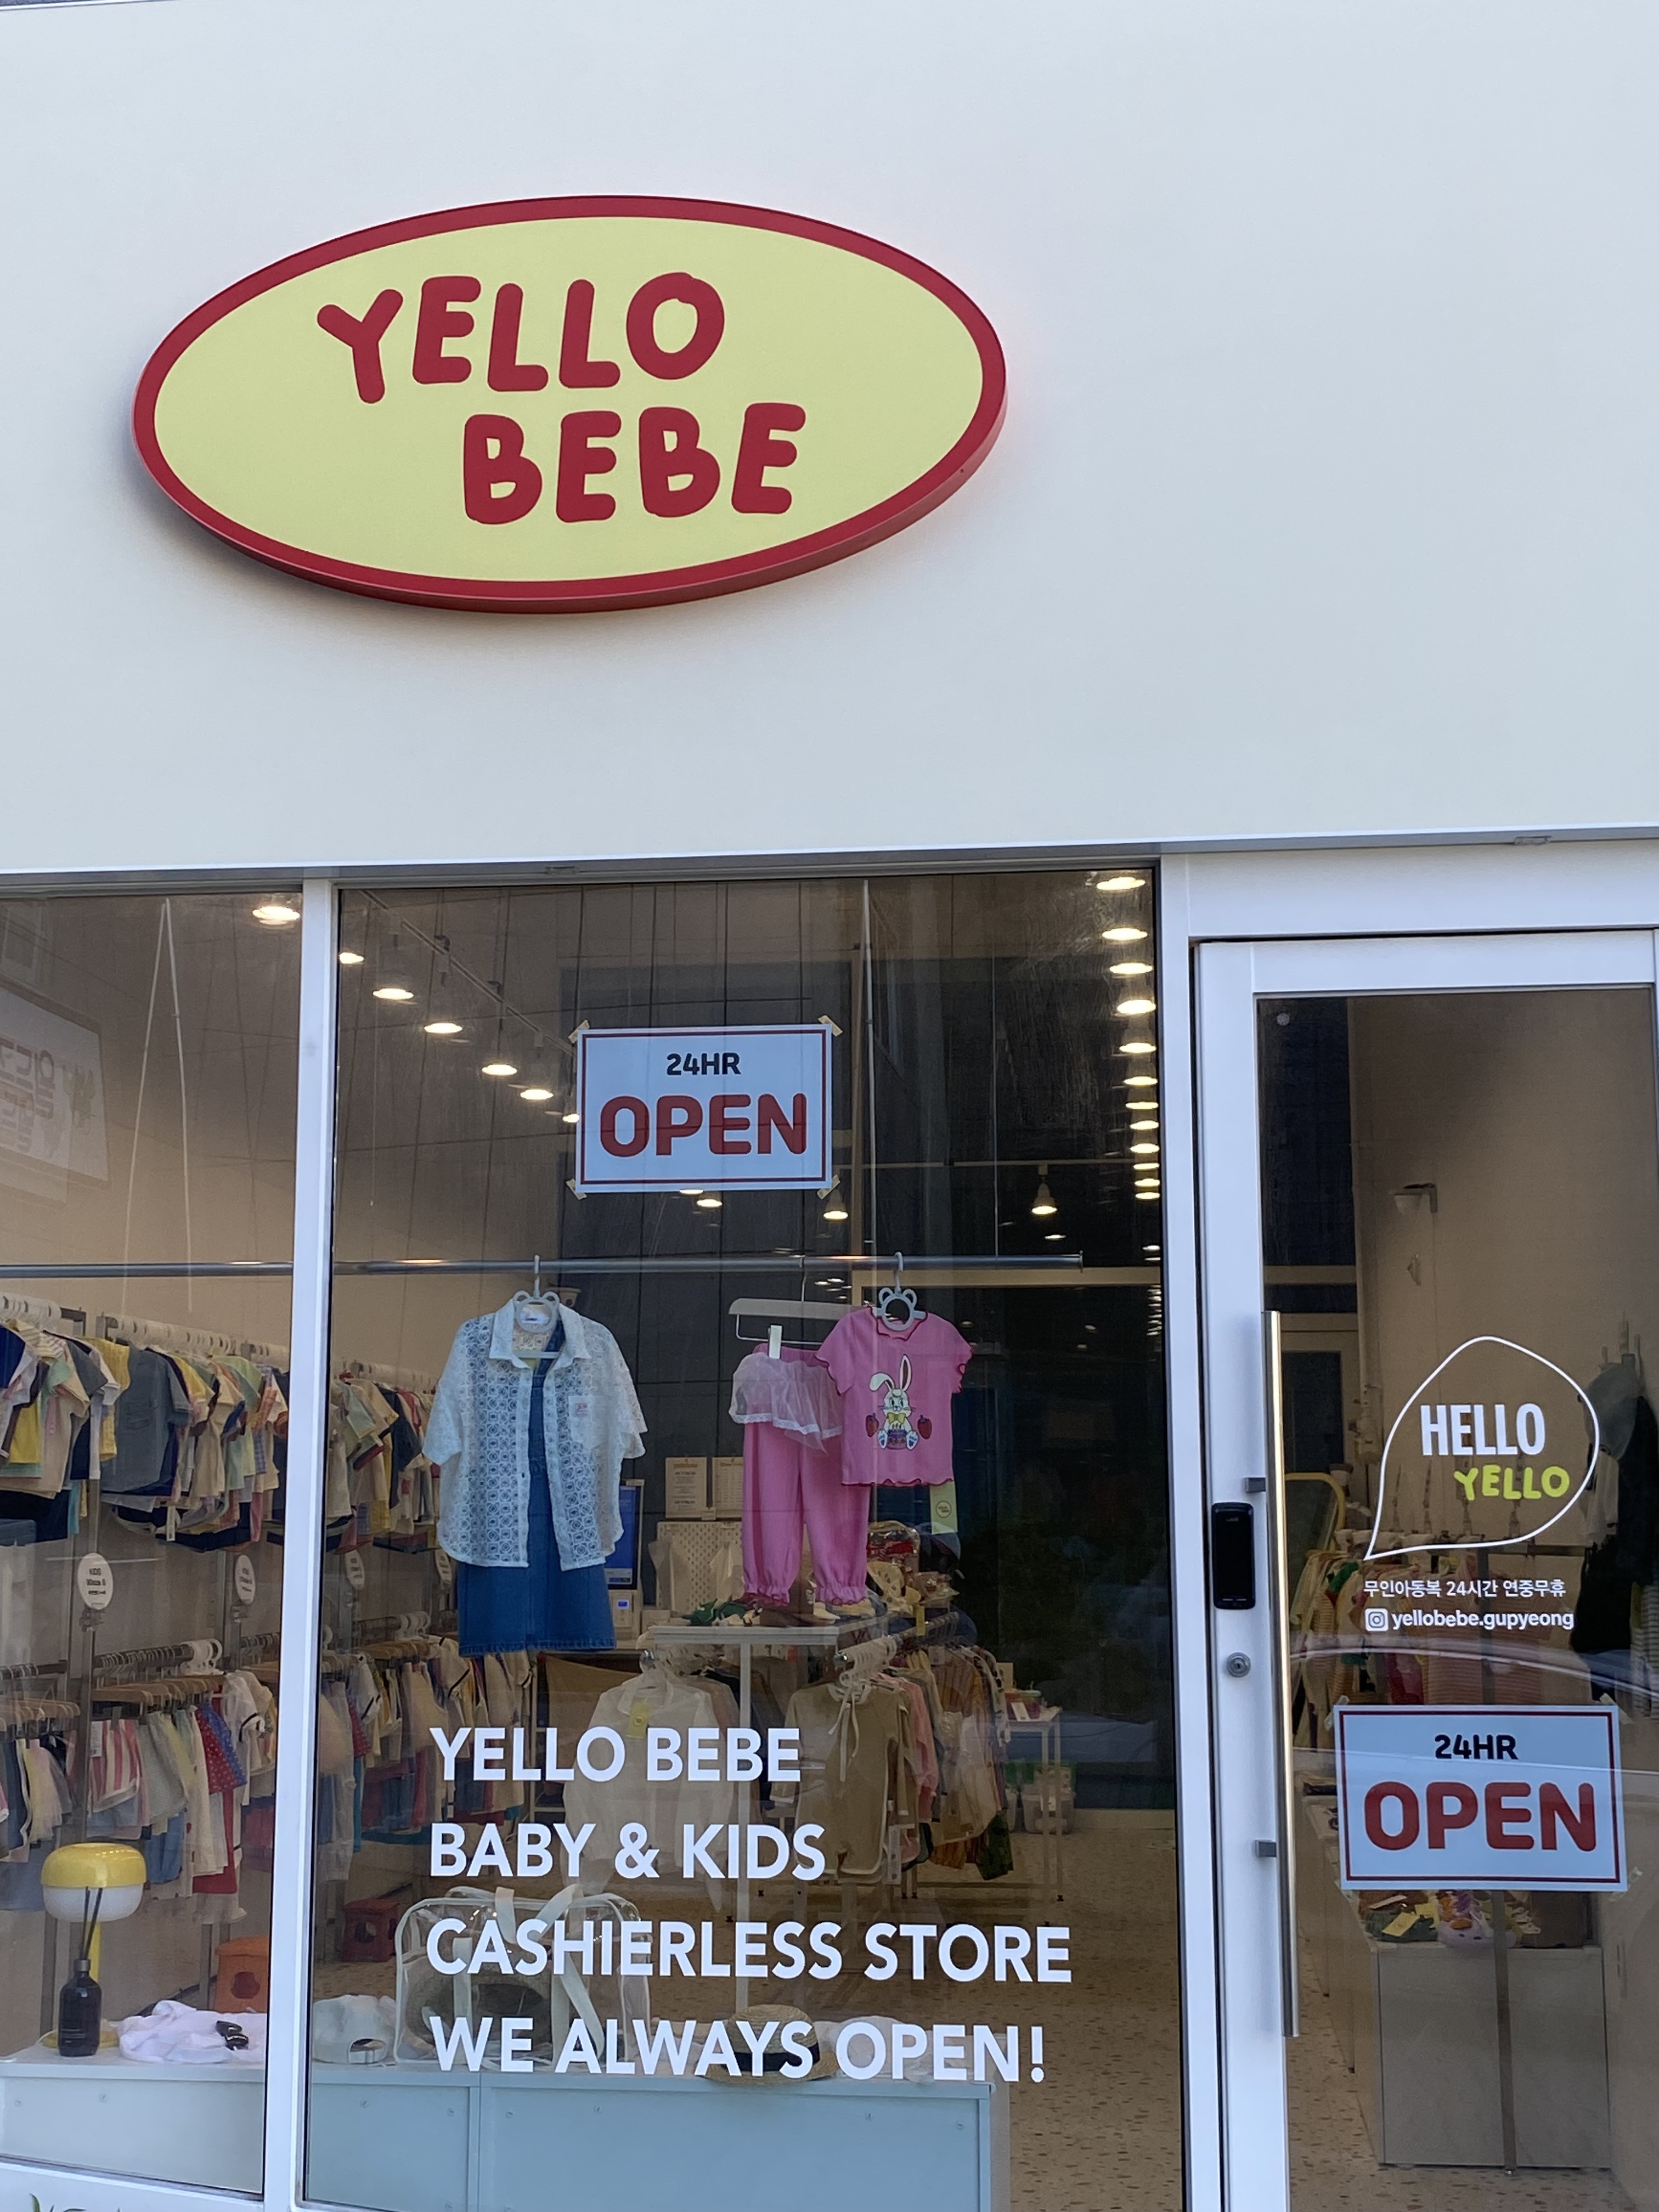 YELLO
BEBE
24HR
OPEN
YELLO BEBE
BABY & KIDS
CASHIERLESS STORE
WE ALWAYS OPEN!
HELLO
YELLO
무인아동복 24시간 연중무휴
yellobebe.gupyeong
24HR
OPEN